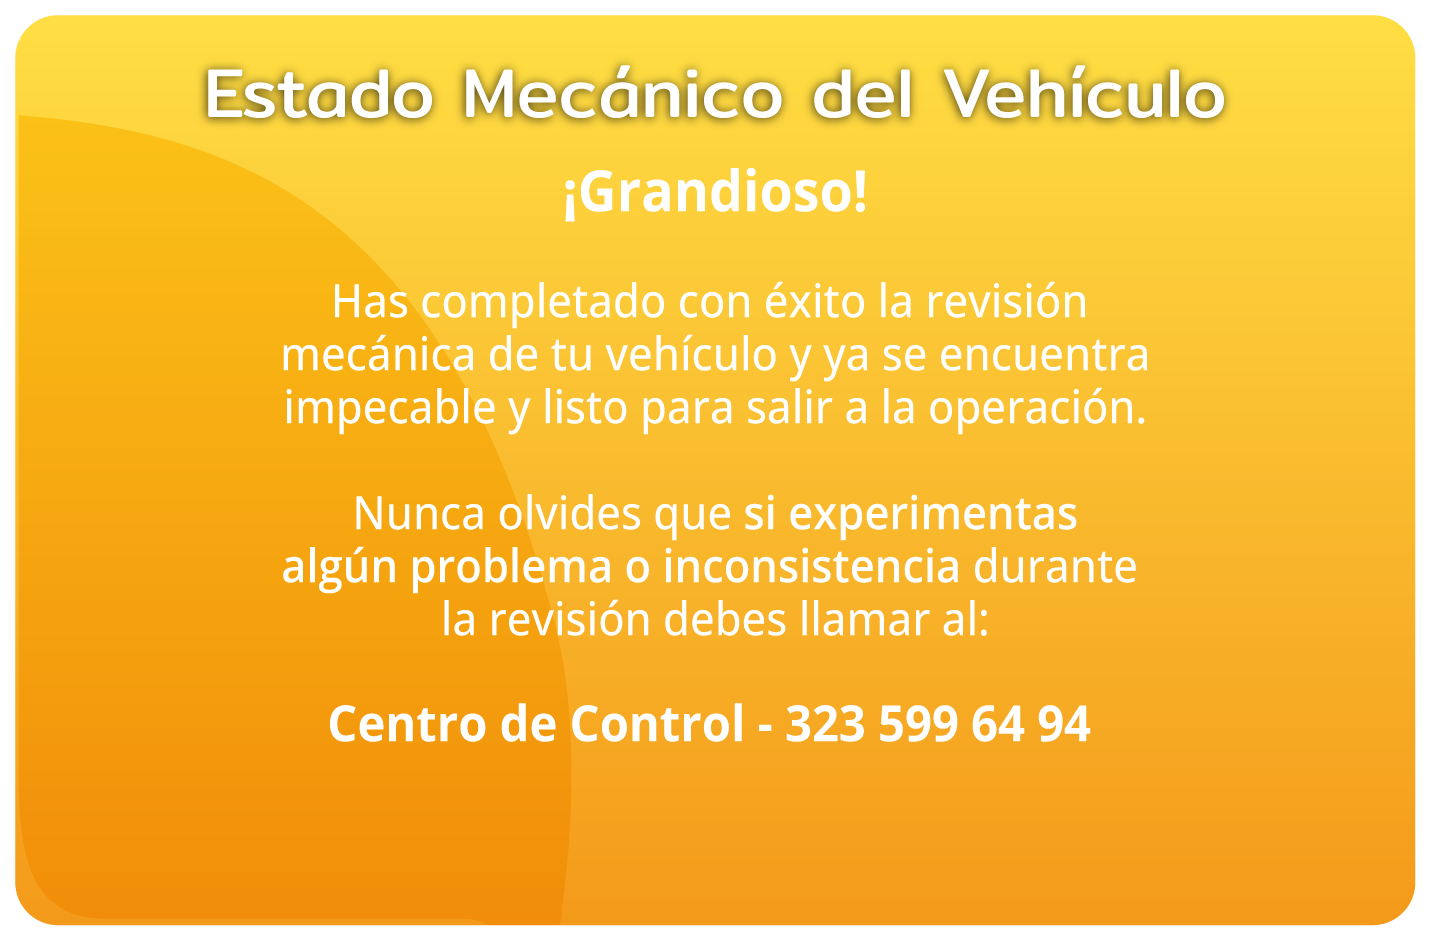 Estado Mecánico del Vehículo
¡Grandioso!
Has completado con éxito la revisión
mecánica de tu vehículo y ya se encuentra
impecable y listo para salir a la operación.
Nunca olvides que si experimentas
algún problema o inconsistencia durante
la revisión debes llamar al:
Centro de Control - 323 599 64 94